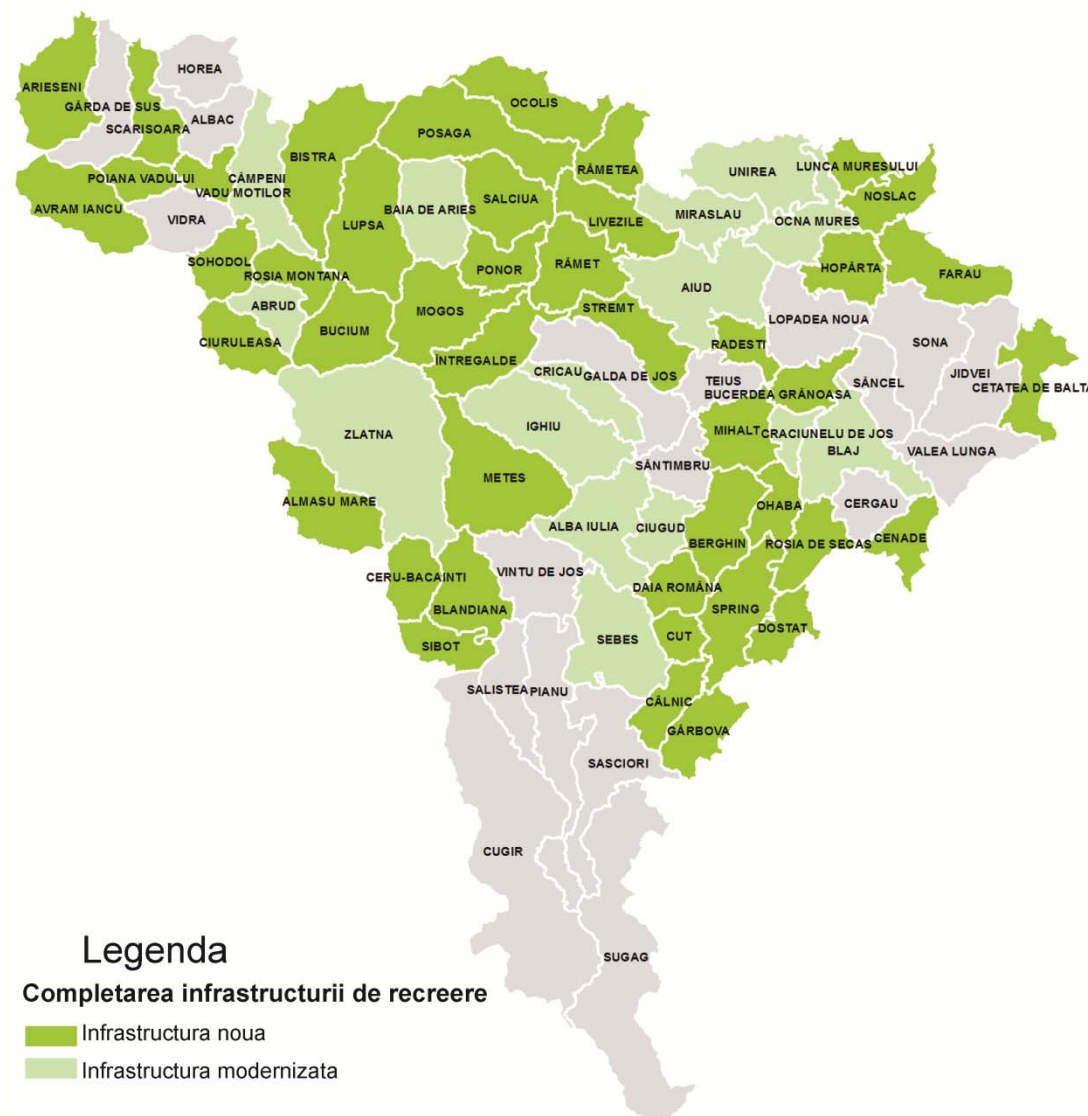 HOREA
ARIESENI
GÂRDA DE SUS
OCOLIS
ALBAC
SCARISOARA
POSAGA
BISTRA
RÂMETEA
LUNCA MURESULUI
UNIREA
POIANA VADULUI
CÂMPENI
VADU MOTILOR
NOSLAC
SALCIUA
AVRAM IANCU
BAIA DE ARIES
MIRASLAU
VIDRA
OCNA MURES
LIVEZILE
LUPSA
SOHODOL
RÂMET
HOPÂRTA
PONOR
FARAU
ROSIA MONTANA
AIUD
ABRUD
STREMT
MOGOS
LOPADEA NOUA
BUCIUM
CIURULEASA
SONA
RADESTI
INTREGALDE
CRICAU
GALDA DE JOS
JIDVEI
TEIUS
SÂNCEL
CETATEA DE BALTA
BUCERDEA GRÂNOASA
IGHIU
MIHALT
CRACIUNELU DE JOS
ZLATNA
BLAJ
VALEA LUNGA
SÂNTIMBRU
METES
ALMASU MARE
OHABA
CERGAU
ALBA IULIA
CIUGUD
CENADE
BERGHIN
ROSIA DE SECAS
VINTU DE JOS
CERU-BACAINTI
DAIA ROMÂNA
BLANDIANA
SPRING
DOSTAT
CUT
SEBES
SIBOT
SALISTEA
PIANU
CÂLNIC
GÂRBOVA
SASCIORI
CUGIR
SUGAG
Legenda
Completarea infrastructurii de recreere
Infrastructura noua
Infrastructura modernizata